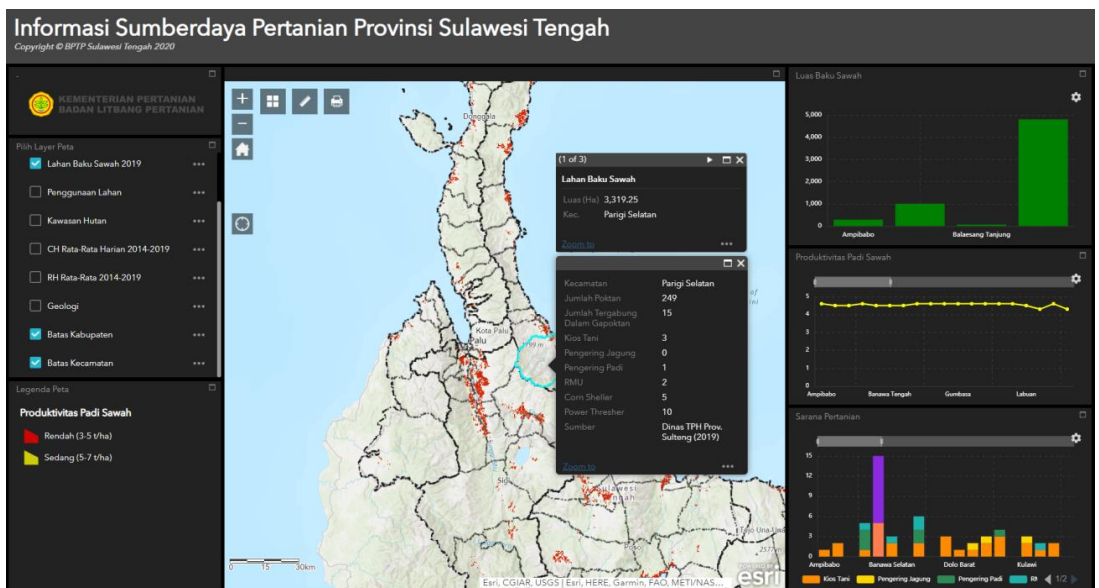 Informasi Sumberdaya Pertanian Provinsi Sulawesi Tengah
Copyright © BPTP Sulawesi Tengah 2020
KEMENTERIAN PERTANIAN
BADAN LITBANG PERTANIAN
Pilih Layer Peta
Lahan Baku Sawah 2019
Penggunaan Lahan
Kawasan Hutan
CH Rata-Rata Harian 2014-2019
RH Rata-Rata 2014-2019
Geologi
Batas Kabupaten
Batas Kecamatan
Legenda Peta
Produktivitas Padi Sawah
Rendah (3-5 t/ha)
Sedang (5-7 t/ha)
Donggala
Kota Palu
Palu
Sigi
Sulawesi
Poso
Tojo Una-Una
2577
0 15 30km
Esri, CGIAR, USGS | Esri, HERE, Garmin, FAO, METI/NAS...
POWERED BY
esri
(1 of 3)
Lahan Baku Sawah
Luas (Ha) 3,319.25
Kec. Parigi Selatan
Zoom to
Kecamatan Parigi Selatan
Jumlah Poktan 249
Jumlah Tergabung 15
Dalam Gapoktan
Kios Tani 3
Pengering Jagung 0
Pengering Padi 1
RMU 2
Corn Sheller 5
Power Thresher 10
Sumber Dinas TPH Prov.
Sulteng (2019)
Zoom to
Luas Baku Sawah
5,000
4,000
3,000
2,000
1,000
0
Ampibabo Balaesang Tanjung
Produktivitas Padi Sawah
5
4
3
2
1
0
Ampibabo Banawa Tengah Gumbasa Labuan
Sarana Pertanian
15
12
9
6
3
0
Ampibabo Banawa Selatan Dolo Barat Kulawi
Kios Tani Pengering Jagung Pengering Padi 1/2